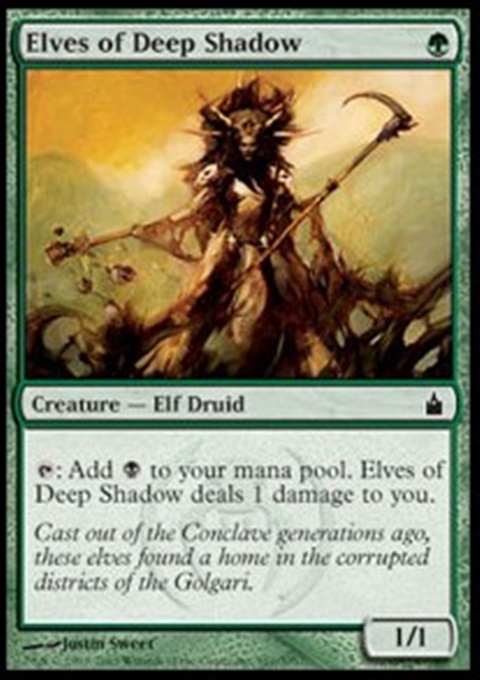 Elves of Deep Shadow
Creature — Elf Druid
: Add to your mana pool. Elves of
Deep Shadow deals 1 damage to you.
Cast out of the Conclave generations ago,
these elves found a home in the corrupted
districts of the Golgari.
Justin Sweet
1/1